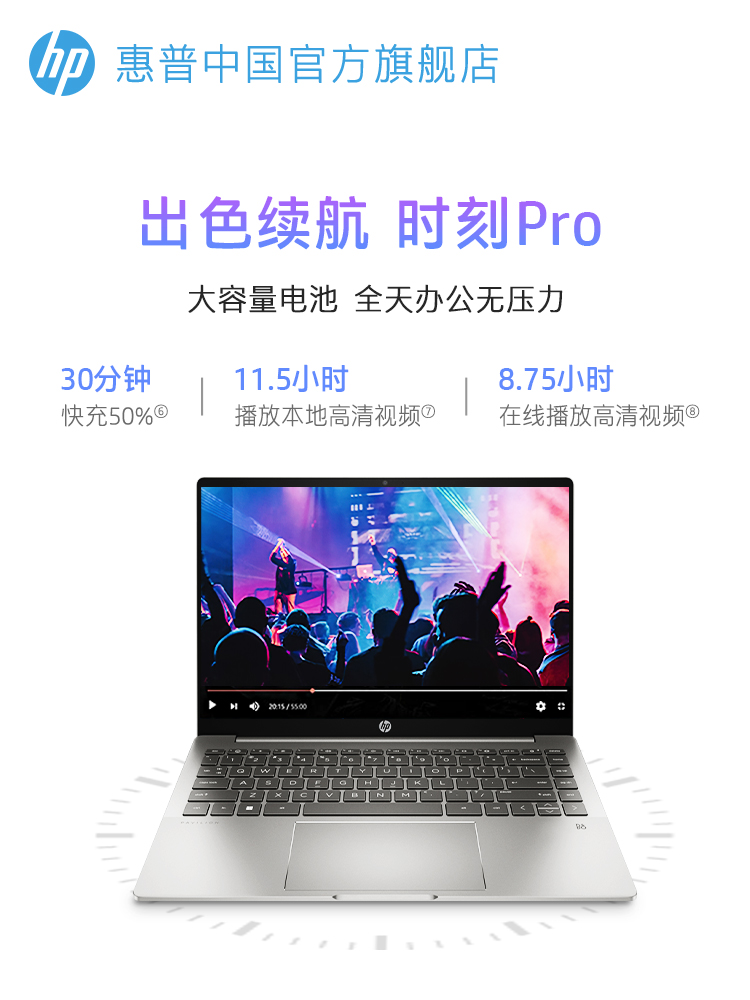 hp 惠普中国官方旗舰店
出色续航 时刻Pro
大容量电池 全天办公无压力
30分钟
快充50%⑥
11.5小时
播放本地高清视频⑦
8.75小时
在线播放高清视频⑧
20:15 / 55:00
hp
Q W E R T Y U I O P
A S D F G H J K L
Z X C V B N M
PAVILION